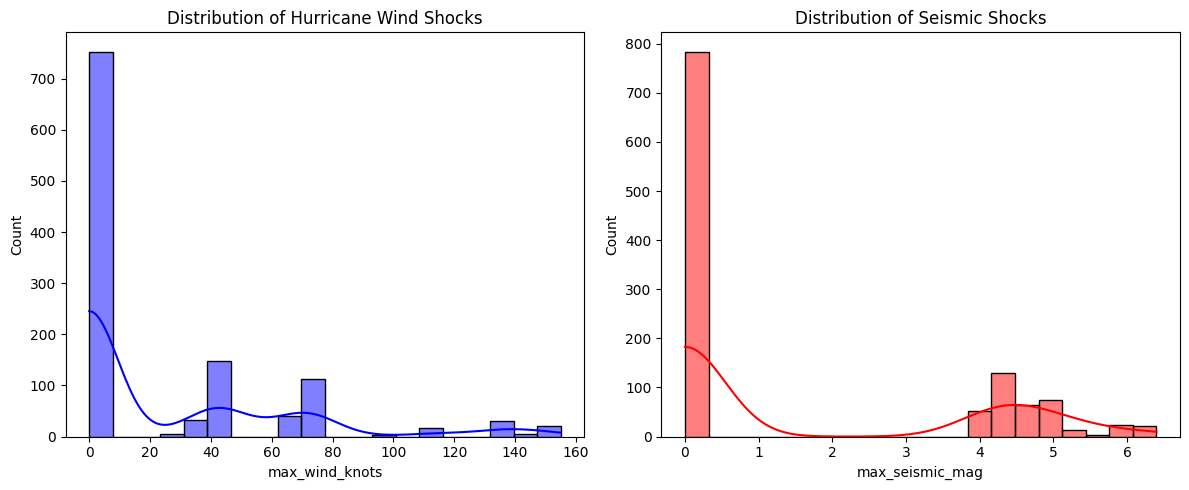 Distribution of Hurricane Wind Shocks
Count
700
600
500
400
300
200
100
0
0 20 40 60 80 100 120 140 160
max_wind_knots
Distribution of Seismic Shocks
Count
800
700
600
500
400
300
200
100
0
0 1 2 3 4 5 6
max_seismic_mag